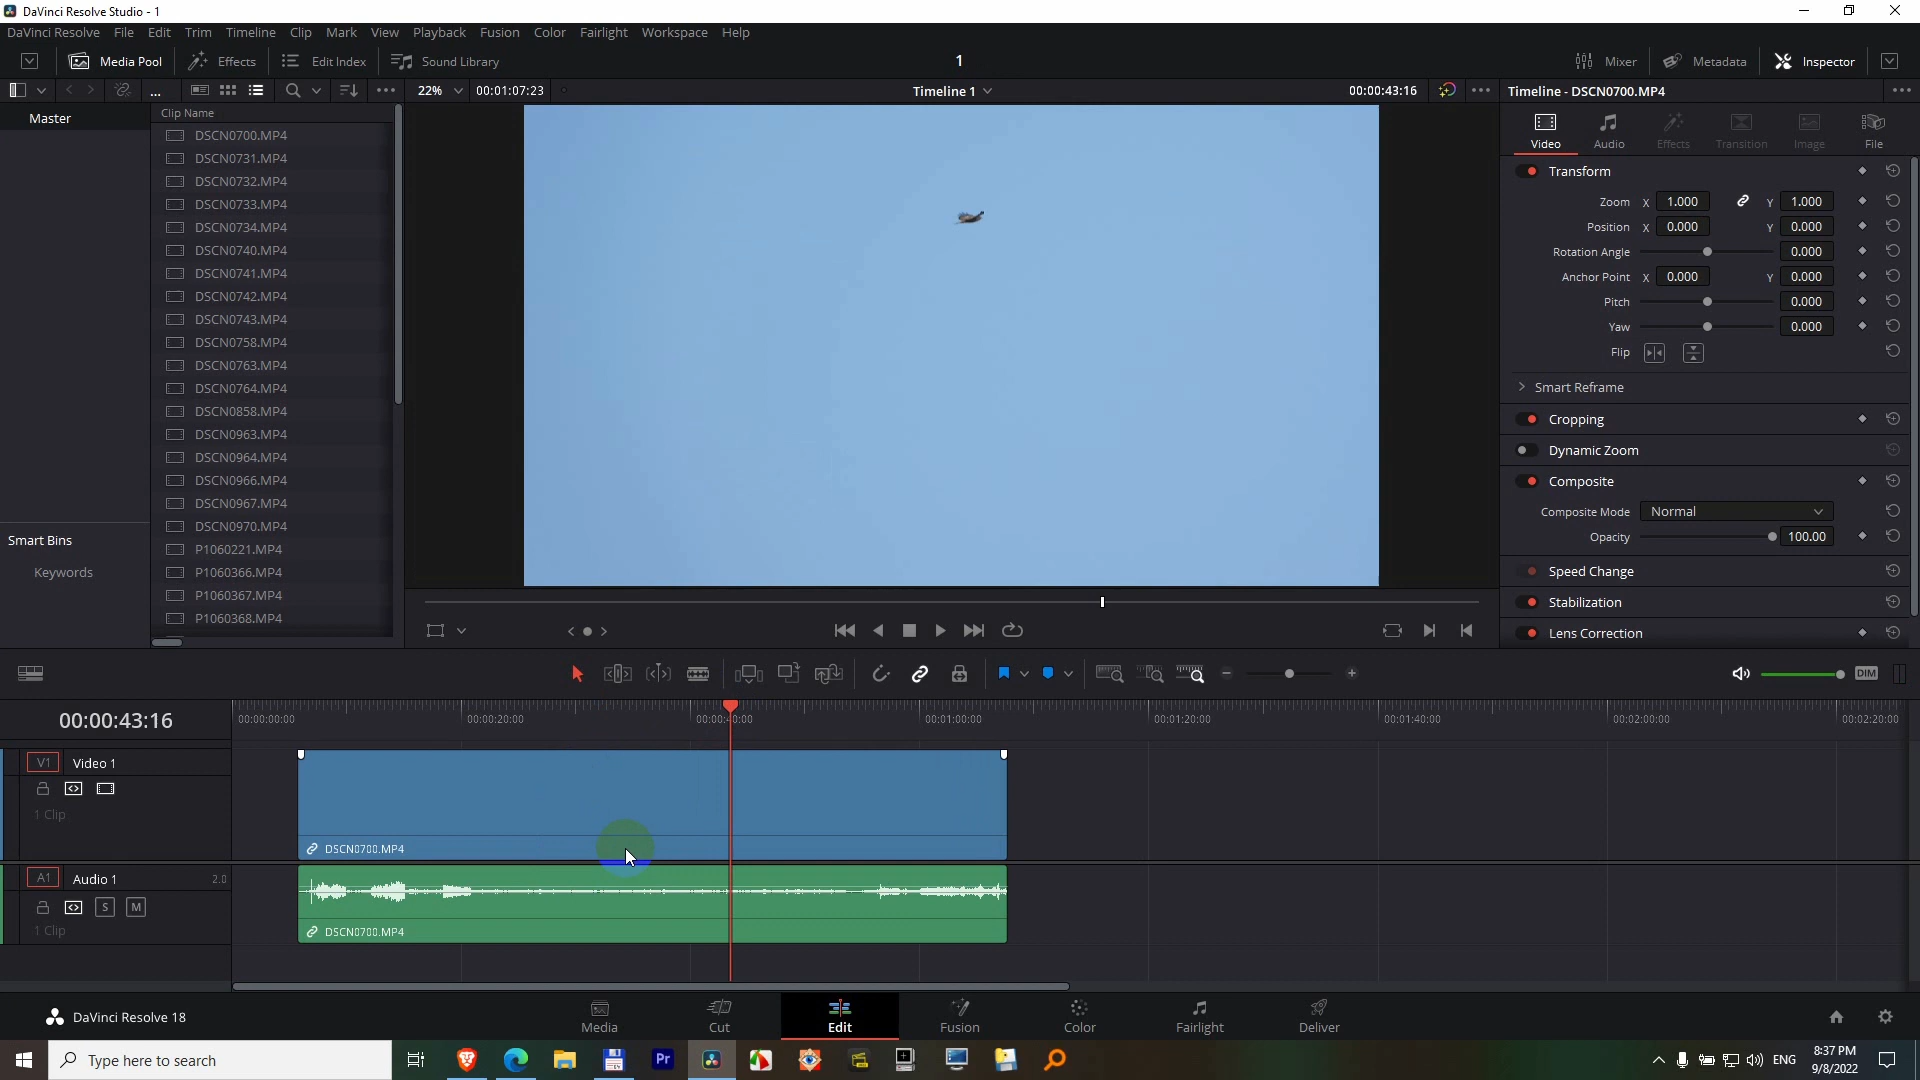 DaVinci Resolve Studio - 1
DaVinci Resolve File Edit Trim Timeline Clip Mark View Playback Fusion Color Fairlight Workspace Help
Media Pool Effects Edit Index Sound Library 1 Mixer Metadata Inspector
... 22% 00:01:07:23 Timeline 1 00:00:43:16 Timeline - DSCN0700.MP4
Master
Clip Name
DSCN0700.MP4
DSCN0731.MP4
DSCN0732.MP4
DSCN0733.MP4
DSCN0734.MP4
DSCN0740.MP4
DSCN0741.MP4
DSCN0742.MP4
DSCN0743.MP4
DSCN0758.MP4
DSCN0763.MP4
DSCN0764.MP4
DSCN0858.MP4
DSCN0963.MP4
DSCN0964.MP4
DSCN0966.MP4
DSCN0967.MP4
DSCN0970.MP4
P1060221.MP4
P1060366.MP4
P1060367.MP4
P1060368.MP4
Smart Bins
Keywords
Video Audio Effects Transition Image File
Transform
Zoom X 1.000 Y 1.000
Position X 0.000 Y 0.000
Rotation Angle 0.000
Anchor Point X 0.000 Y 0.000
Pitch 0.000
Yaw 0.000
Flip
Smart Reframe
Cropping
Dynamic Zoom
Composite
Composite Mode Normal
Opacity 100.00
Speed Change
Stabilization
Lens Correction
DIM
00:00:43:16
00:00:00:00 00:00:20:00 00:00:40:00 00:01:00:00 00:01:20:00 00:01:40:00 00:02:00:00 00:02:20:00
V1 Video 1
1 Clip
DSCN0700.MP4
A1 Audio 1 2.0
S M
1 Clip
DSCN0700.MP4
DaVinci Resolve 18
Media Cut Edit Fusion Color Fairlight Deliver
Type here to search
Pr
ENG
8:37 PM
9/8/2022